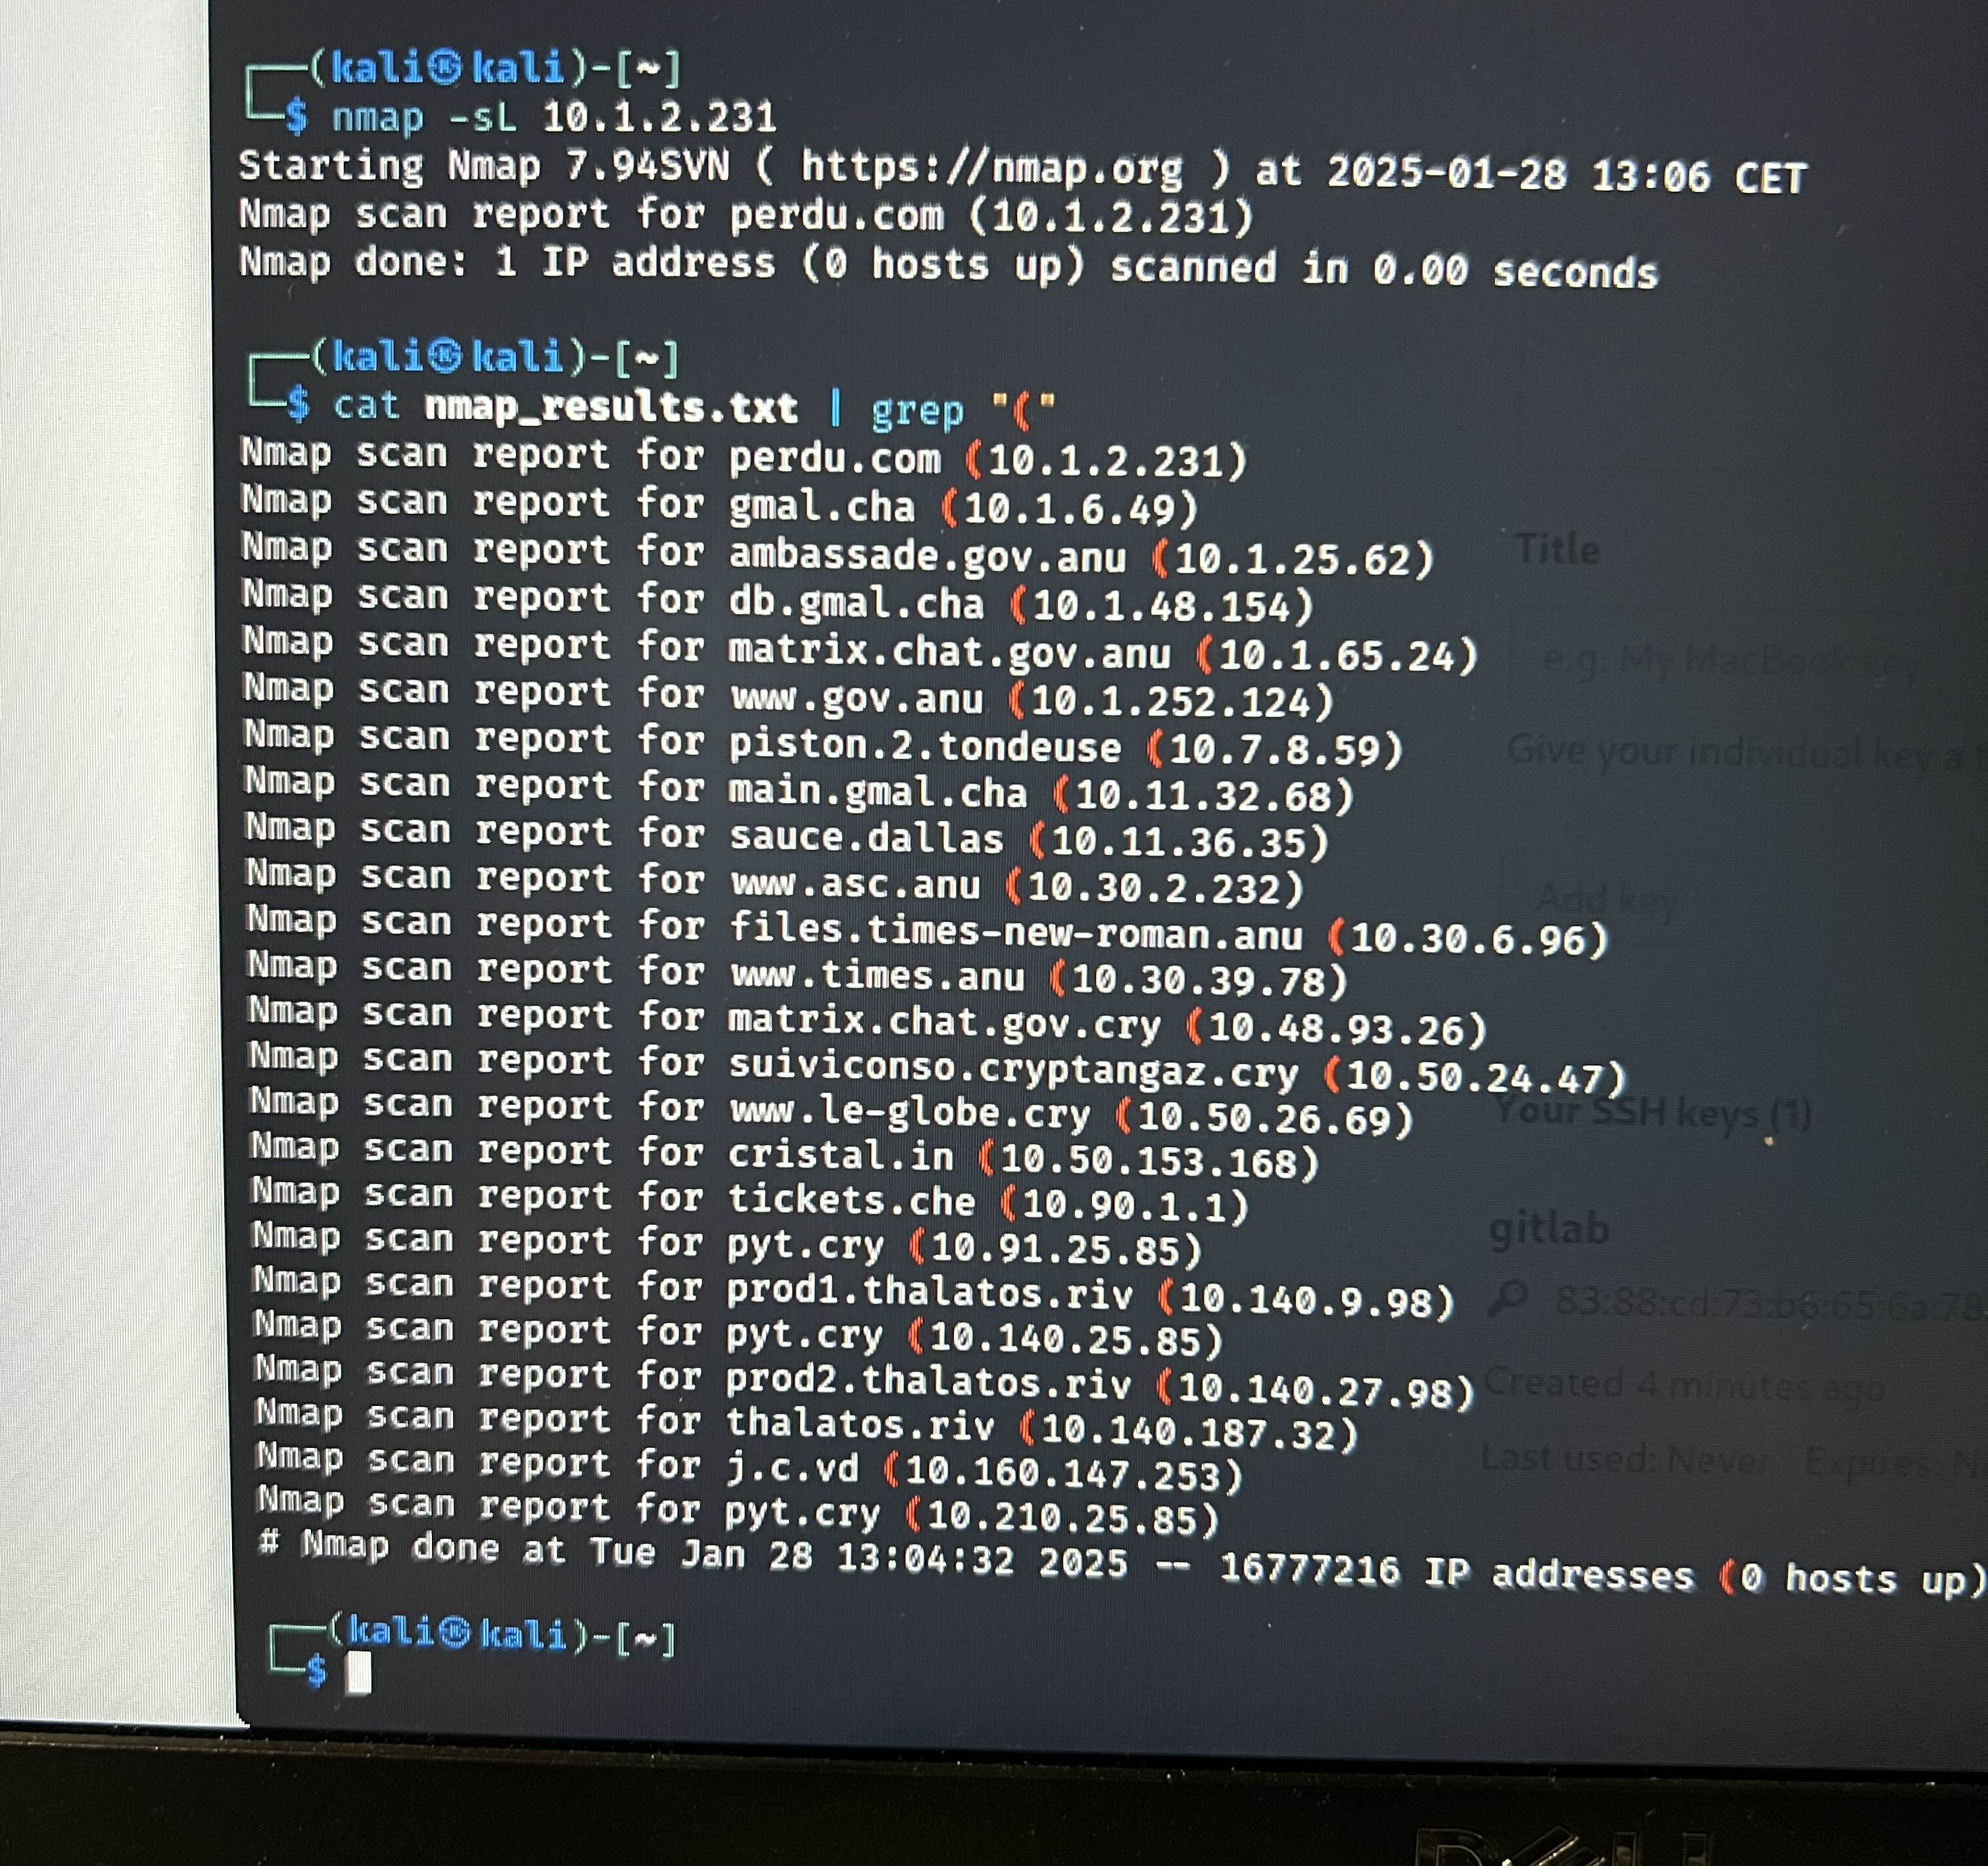 (kali㉿kali)-[~]
$ nmap -sL 10.1.2.231
Starting Nmap 7.94SVN ( https://nmap.org ) at 2025-01-28 13:06 CET
Nmap scan report for perdu.com (10.1.2.231)
Nmap done: 1 IP address (0 hosts up) scanned in 0.00 seconds
(kali㉿kali)-[~]
$ cat nmap_results.txt | grep "("
Nmap scan report for perdu.com (10.1.2.231)
Nmap scan report for gmal.cha (10.1.6.49)
Nmap scan report for ambassade.gov.anu (10.1.25.62)
Nmap scan report for db.gmal.cha (10.1.48.154)
Nmap scan report for matrix.chat.gov.anu (10.1.65.24)
Nmap scan report for www.gov.anu (10.1.252.124)
Nmap scan report for piston.2.tondeuse (10.7.8.59)
Nmap scan report for main.gmal.cha (10.11.32.68)
Nmap scan report for sauce.dallas (10.11.36.35)
Nmap scan report for www.asc.anu (10.30.2.232)
Nmap scan report for files.times-new-roman.anu (10.30.6.96)
Nmap scan report for www.times.anu (10.30.39.78)
Nmap scan report for matrix.chat.gov.cry (10.48.93.26)
Nmap scan report for suiviconso.cryptangaz.cry (10.50.24.47)
Nmap scan report for www.le-globe.cry (10.50.26.69)
Nmap scan report for cristal.in (10.50.153.168)
Nmap scan report for tickets.che (10.90.1.1)
Nmap scan report for pyt.cry (10.91.25.85)
Nmap scan report for prod1.thalatos.riv (10.140.9.98)
Nmap scan report for pyt.cry (10.140.25.85)
Nmap scan report for prod2.thalatos.riv (10.140.27.98)
Nmap scan report for thalatos.riv (10.140.187.32)
Nmap scan report for j.c.vd (10.160.147.253)
Nmap scan report for pyt.cry (10.210.25.85)
# Nmap done at Tue Jan 28 13:04:32 2025 -- 16777216 IP addresses (0 hosts up)
(kali㉿kali)-[~]
$
Title
e.g. My MacBook key
Give your individual key a
Add key
Your SSH keys (1)
gitlab
83:88:cd:73:b6:65:6a:78
Created 4 minutes ago
Last used: Never Expires:
DELL